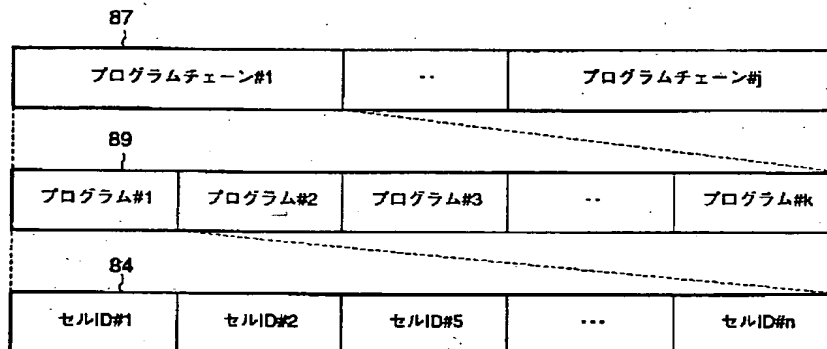 87
プログラムチェーン#1 -- プログラムチェーン#j
89
プログラム#1 プログラム#2 プログラム#3 -- プログラム#k
84
セルID#1 セルID#2 セルID#5 --- セルID#n